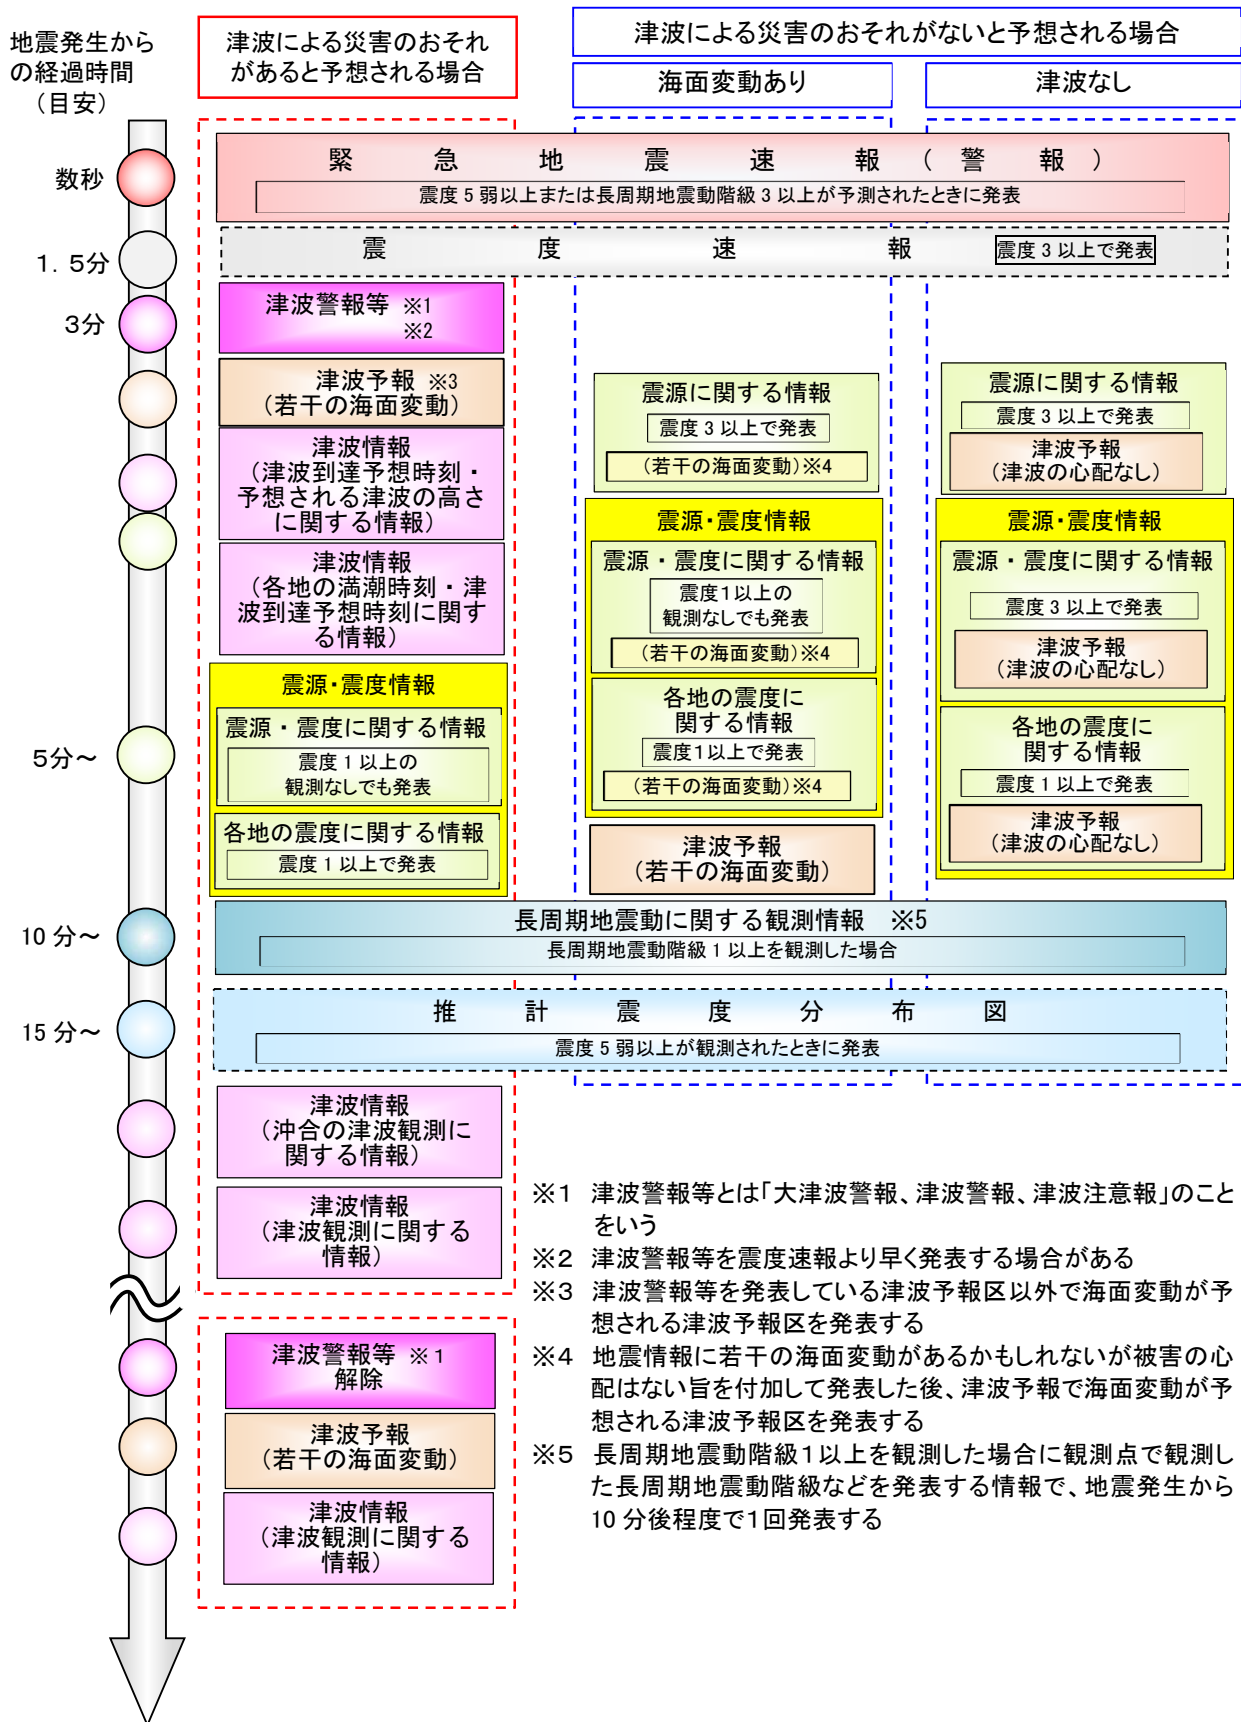 地震発生から
の経過時間
（目安）
津波による災害のおそれ
があると予想される場合
津波による災害のおそれがないと予想される場合
海面変動あり
津波なし
数秒
緊急地震速報（警報）
震度５弱以上または長周期地震動階級３以上が予測されたときに発表
1．5分
震度速報
震度３以上で発表
3分
津波警報等 ※1
※2
津波予報 ※3
（若干の海面変動）
津波情報
（津波到達予想時刻・
予想される津波の高さ
に関する情報）
津波情報
（各地の満潮時刻・津
波到達予想時刻に関す
る情報）
震源・震度情報
震源・震度に関する情報
震度１以上の
観測なしでも発表
各地の震度に関する情報
震度１以上で発表
震源に関する情報
震度３以上で発表
（若干の海面変動）※4
震源・震度情報
震源・震度に関する情報
震度1以上の
観測なしでも発表
（若干の海面変動）※4
各地の震度に
関する情報
震度1以上で発表
（若干の海面変動）※4
津波予報
（若干の海面変動）
震源に関する情報
震度３以上で発表
津波予報
（津波の心配なし）
震源・震度情報
震源・震度に関する情報
震度３以上で発表
津波予報
（津波の心配なし）
各地の震度に
関する情報
震度１以上で発表
津波予報
（津波の心配なし）
5分～
10分～
長周期地震動に関する観測情報 ※5
長周期地震動階級１以上を観測した場合
15分～
推計震度分布図
震度５弱以上が観測されたときに発表
津波情報
（沖合の津波観測に
関する情報）
津波情報
（津波観測に関する
情報）
津波警報等 ※1
解除
津波予報
（若干の海面変動）
津波情報
（津波観測に関する
情報）
※1 津波警報等とは「大津波警報、津波警報、津波注意報」のこと
をいう
※2 津波警報等を震度速報より早く発表する場合がある
※3 津波警報等を発表している津波予報区以外で海面変動が予
想される津波予報区を発表する
※4 地震情報に若干の海面変動があるかもしれないが被害の心
配はない旨を付加して発表した後、津波予報で海面変動が予
想される津波予報区を発表する
※5 長周期地震動階級1以上を観測した場合に観測点で観測し
た長周期地震動階級などを発表する情報で、地震発生から
10分後程度で1回発表する